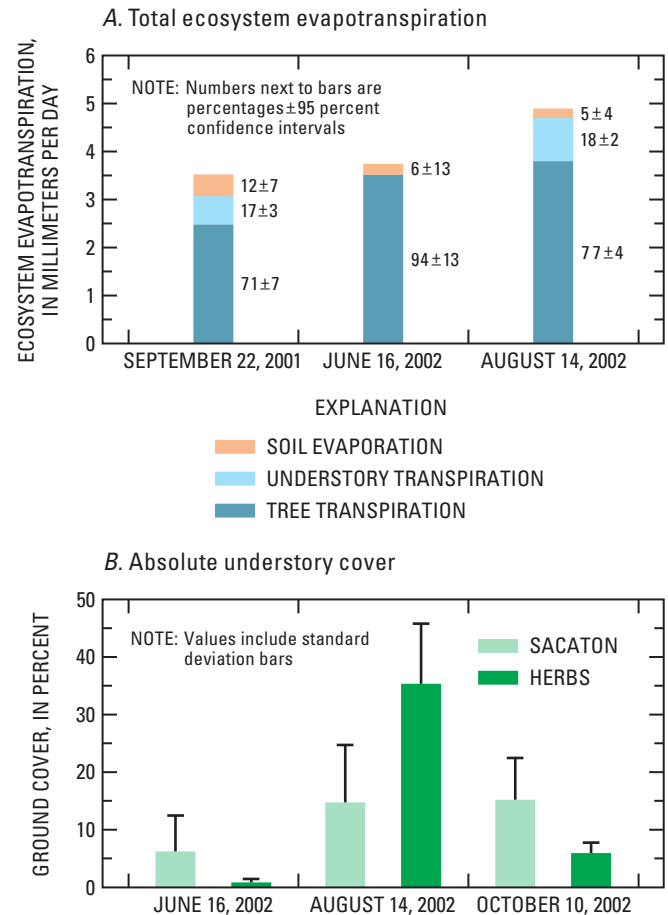 A. Total ecosystem evapotranspiration
ECOSYSTEM EVAPOTRANSPIRATION,
IN MILLIMETERS PER DAY
6
5
4
3
2
1
0
NOTE: Numbers next to bars are
percentages±95 percent
confidence intervals
12±7
17±3
71±7
6±13
94±13
5±4
18±2
77±4
SEPTEMBER 22, 2001
JUNE 16, 2002
AUGUST 14, 2002
EXPLANATION
SOIL EVAPORATION
UNDERSTORY TRANSPIRATION
TREE TRANSPIRATION
B. Absolute understory cover
GROUND COVER, IN PERCENT
50
40
30
20
10
0
NOTE: Values include standard
deviation bars
SACATON
HERBS
JUNE 16, 2002
AUGUST 14, 2002
OCTOBER 10, 2002